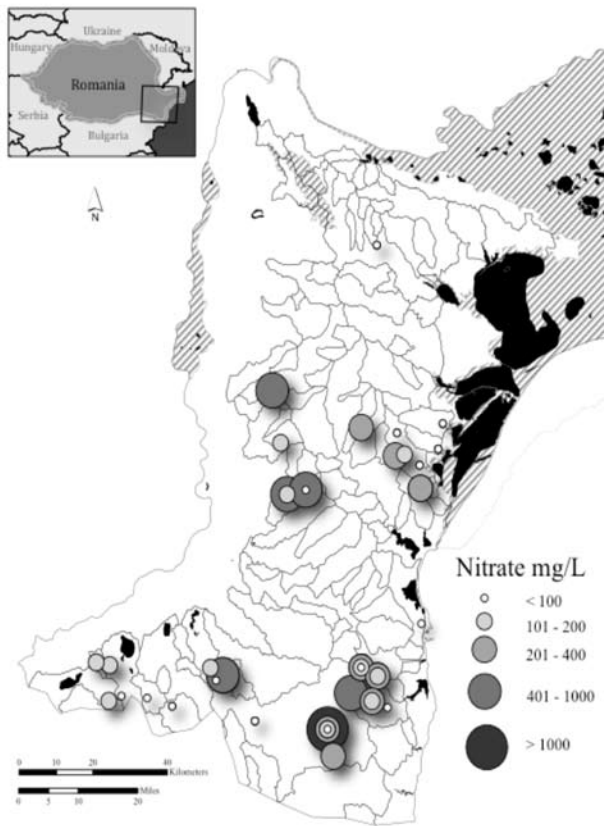 Ukraine
Hungary
Moldova
Romania
Serbia
Bulgaria
N
Nitrate mg/L
< 100
101 - 200
201 - 400
401 - 1000
> 1000
0 10 20 40
Kilometers
Miles
0 5 10 20